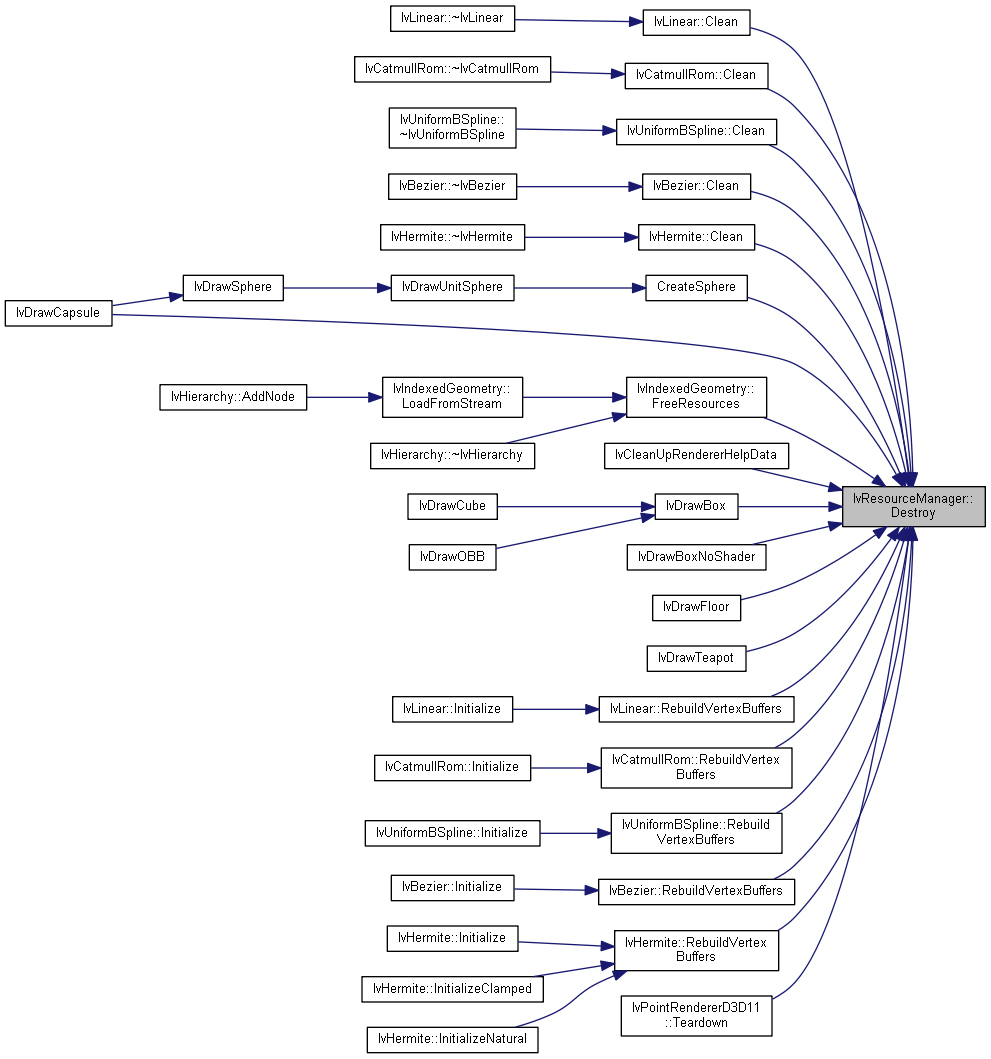 IvLinear::~IvLinear
IvLinear::Clean
IvCatmullRom::~IvCatmullRom
IvCatmullRom::Clean
IvUniformBSpline::
~IvUniformBSpline
IvUniformBSpline::Clean
IvBezier::~IvBezier
IvBezier::Clean
IvHermite::~IvHermite
IvHermite::Clean
IvDrawCapsule
IvDrawSphere
IvDrawUnitSphere
CreateSphere
IvHierarchy::AddNode
IvIndexedGeometry::
LoadFromStream
IvIndexedGeometry::
FreeResources
IvHierarchy::~IvHierarchy
IvCleanUpRendererHelpData
IvResourceManager::
Destroy
IvDrawCube
IvDrawBox
IvDrawOBB
IvDrawBoxNoShader
IvDrawFloor
IvDrawTeapot
IvLinear::Initialize
IvLinear::RebuildVertexBuffers
IvCatmullRom::Initialize
IvCatmullRom::RebuildVertex
Buffers
IvUniformBSpline::Initialize
IvUniformBSpline::Rebuild
VertexBuffers
IvBezier::Initialize
IvBezier::RebuildVertexBuffers
IvHermite::Initialize
IvHermite::RebuildVertex
Buffers
IvHermite::InitializeClamped
IvHermite::InitializeNatural
IvPointRendererD3D11
::Teardown